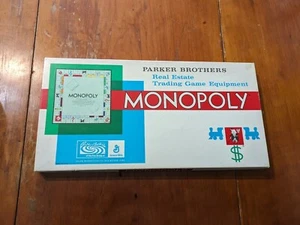 PARKER BROTHERS
Real Estate
Trading Game Equipment
MONOPOLY
MONOPOLY
$